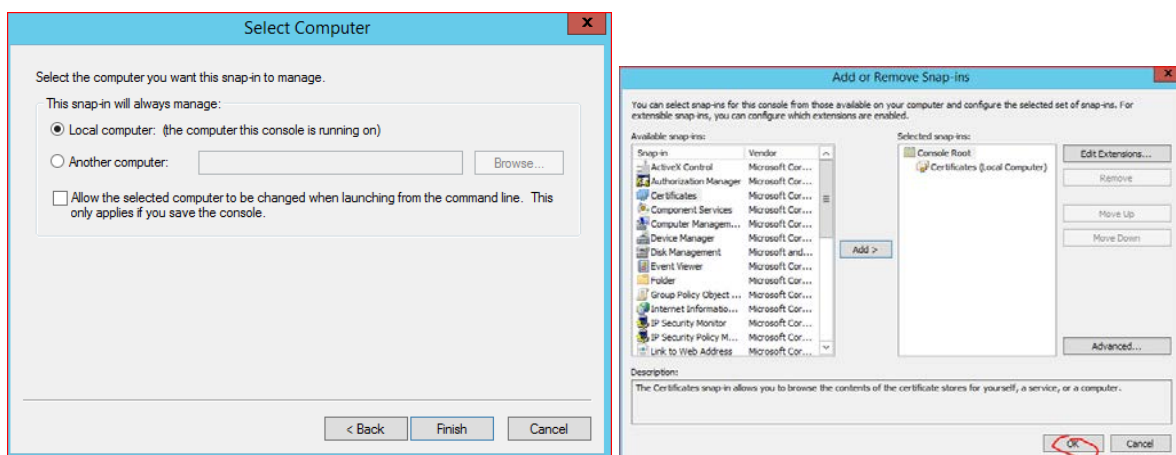 Select Computer
x
Select the computer you want this snap-in to manage.
This snap-in will always manage:
Local computer: (the computer this console is running on)
Another computer:
Browse...
Allow the selected computer to be changed when launching from the command line. This
only applies if you save the console.
< Back
Finish
Cancel
Add or Remove Snap-ins
x
You can select snap-ins for this console from those available on your computer and configure the selected set of snap-ins. For
extensible snap-ins, you can configure which extensions are enabled.
Available snap-ins:
Snap-in Vendor
ActiveX Control Microsoft Cor...
Authorization Manager Microsoft Cor...
Certificates Microsoft Cor...
Component Services Microsoft Cor...
Computer Managem... Microsoft Cor...
Device Manager Microsoft Cor...
Disk Management Microsoft and...
Event Viewer Microsoft Cor...
Folder Microsoft Cor...
Group Policy Object ... Microsoft Cor...
Internet Informatio... Microsoft Cor...
IP Security Monitor Microsoft Cor...
IP Security Policy M... Microsoft Cor...
Link to Web Address Microsoft Cor...
Add >
Selected snap-ins:
Console Root
Certificates (Local Computer)
Edit Extensions...
Remove
Move Up
Move Down
Advanced...
Description:
The Certificates snap-in allows you to browse the contents of the certificate stores for yourself, a service, or a computer.
OK
Cancel